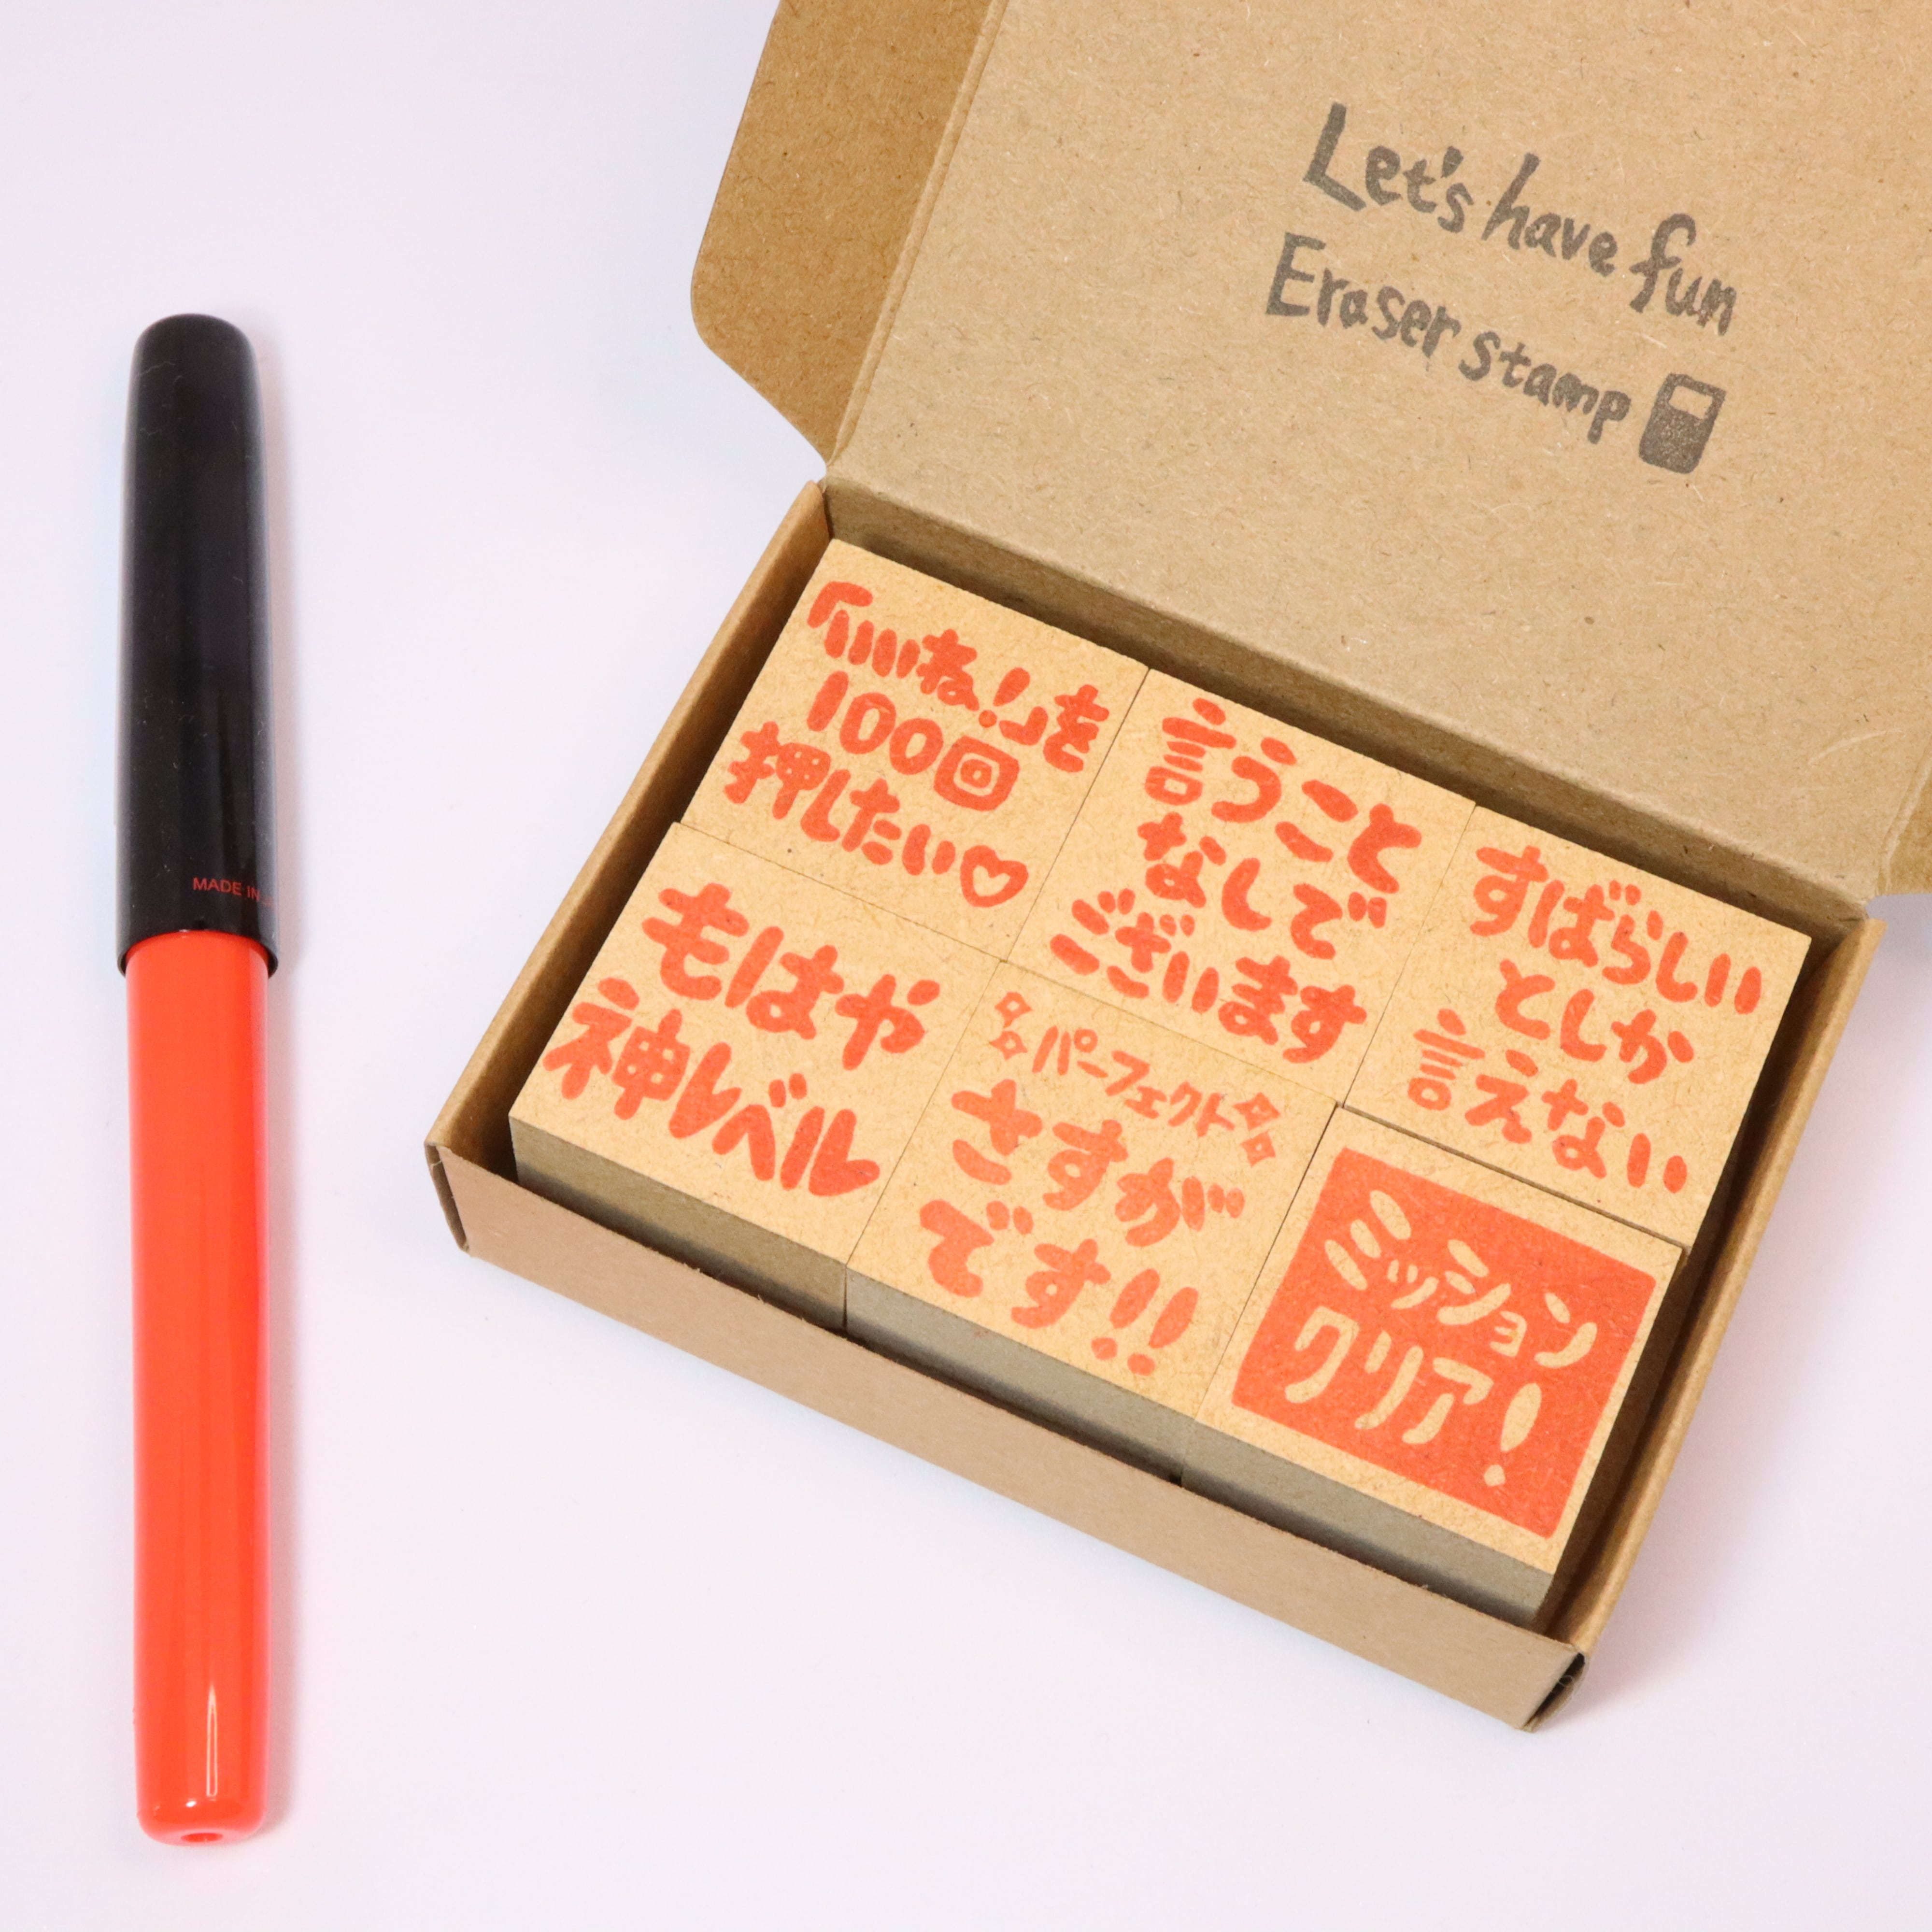 Let's have fun
Eraser stamp
「いいね！」を
100回
押したい♡
言うこと
なしで
ございます
すばらしい
としか
言えない
もはや
神レベル
パーフェクト
さすが
です!!
ミッション
クリア！
MADE IN